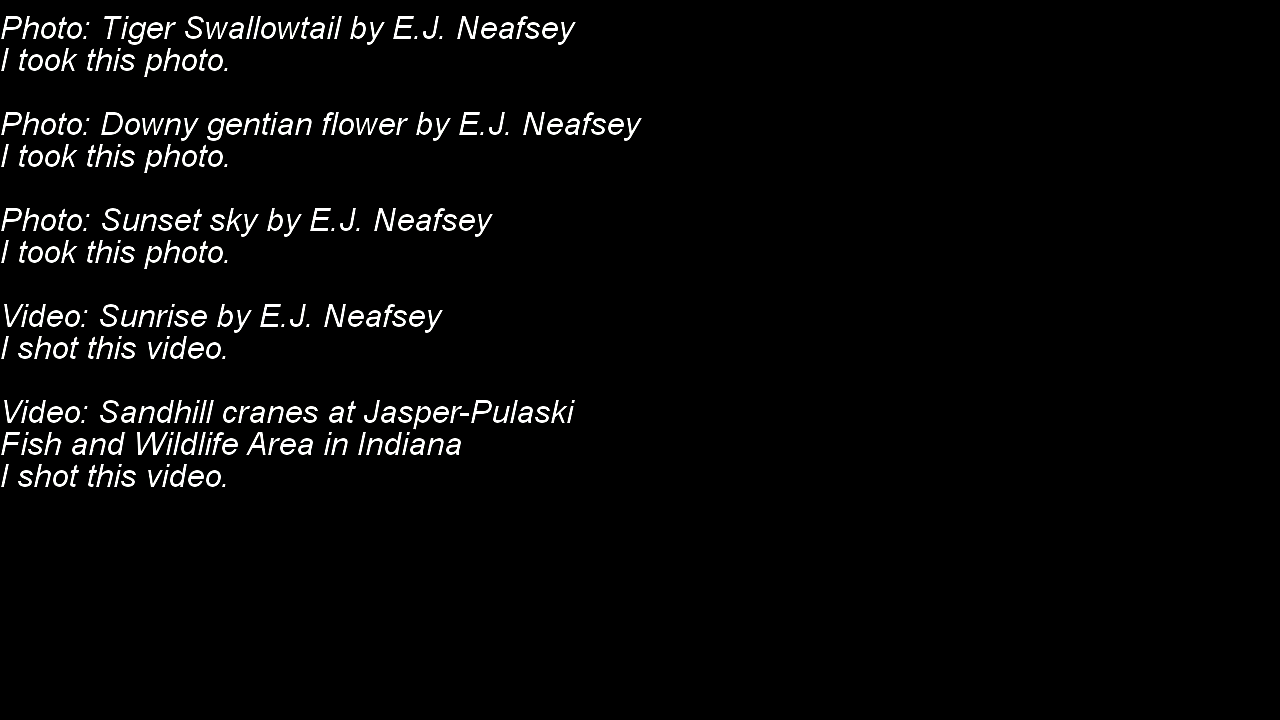 Photo: Tiger Swallowtail by E.J. Neafsey
I took this photo.
Photo: Downy gentian flower by E.J. Neafsey
I took this photo.
Photo: Sunset sky by E.J. Neafsey
I took this photo.
Video: Sunrise by E.J. Neafsey
I shot this video.
Video: Sandhill cranes at Jasper-Pulaski
Fish and Wildlife Area in Indiana
I shot this video.